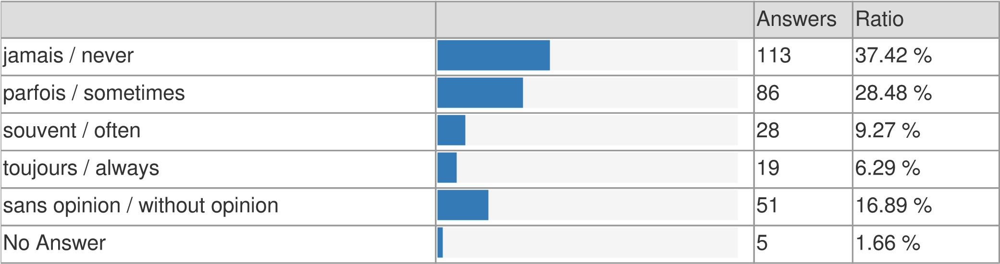 Answers Ratio
jamais / never 113 37.42 %
parfois / sometimes 86 28.48 %
souvent / often 28 9.27 %
toujours / always 19 6.29 %
sans opinion / without opinion 51 16.89 %
No Answer 5 1.66 %